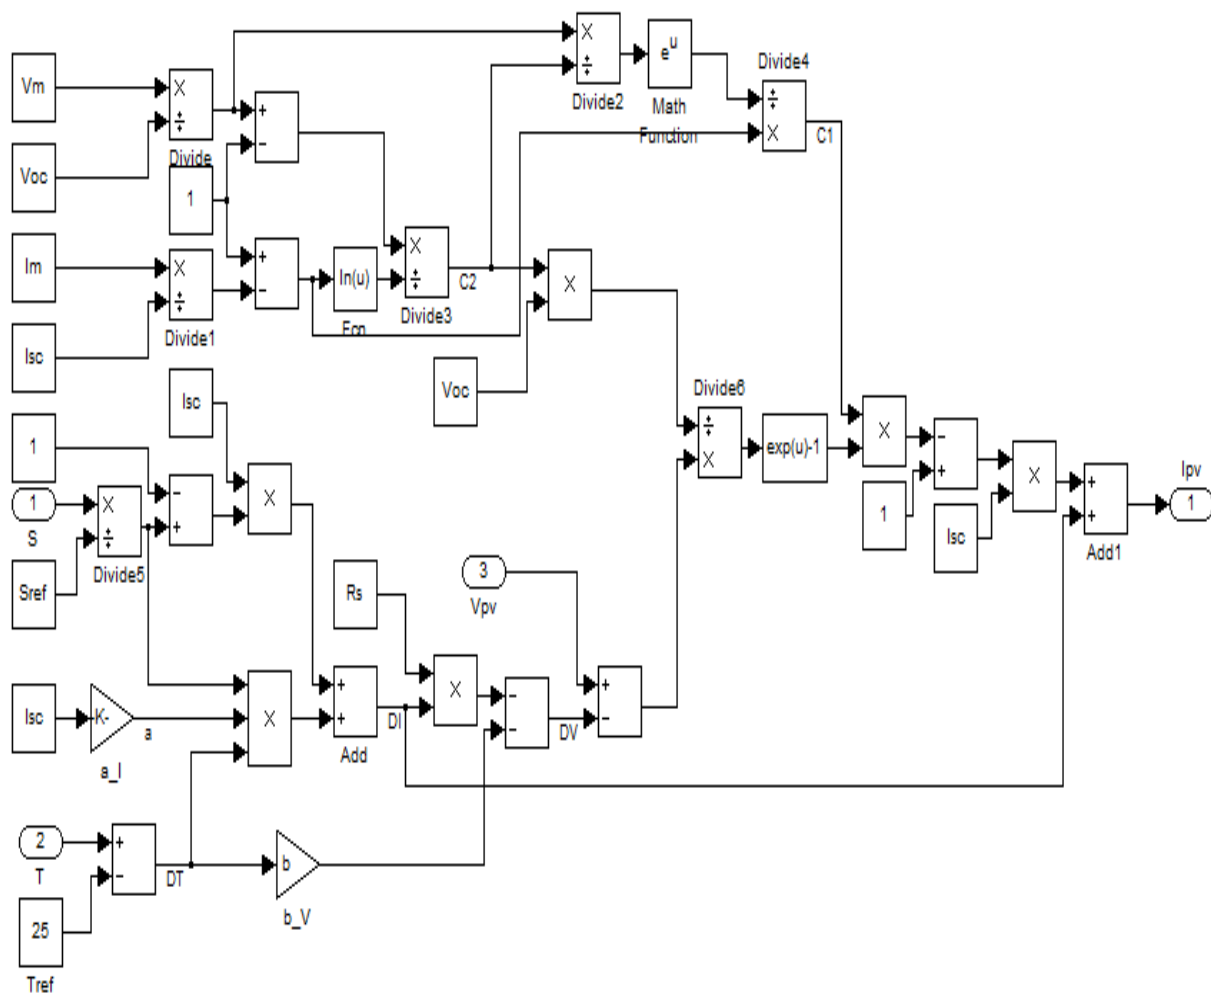 Vm
Voc
Im
Isc
×
÷
Divide
1
×
÷
Divide1
+
−
+
−
ln(u)
Fcn
×
÷
Divide3
C2
×
÷
Divide2
e^u
Math
Function
Divide4
÷
×
C1
×
Voc
Isc
1
1
S
Sref
×
÷
Divide5
−
+
×
Divide6
÷
×
exp(u)-1
×
1
−
+
Isc
×
+
+
Add1
Ipv
1
3
Vpv
Rs
Isc
K-
a
a_I
×
+
+
Add
DI
×
−
−
DV
+
−
2
T
25
Tref
+
−
DT
b
b_V